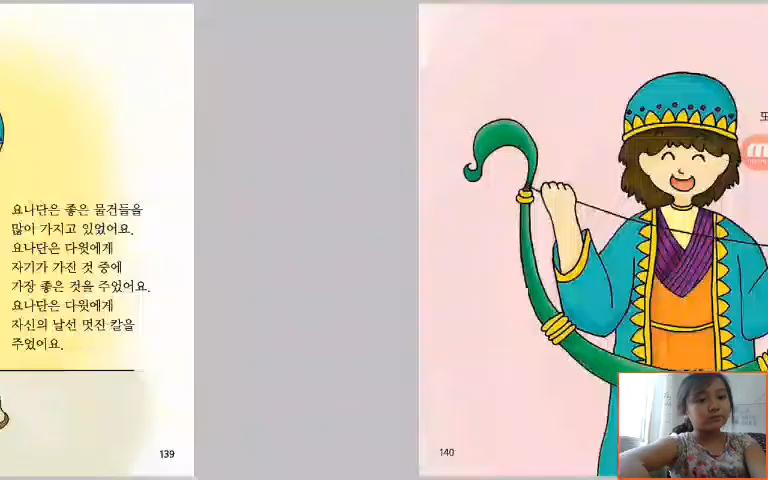 요나단은 좋은 물건들을
많이 가지고 있었어요.
요나단은 다윗에게
자기가 가진 것 중에
가장 좋은 것을 주었어요.
요나단은 다윗에게
자신의 날선 멋진 칼을
주었어요.
139
140